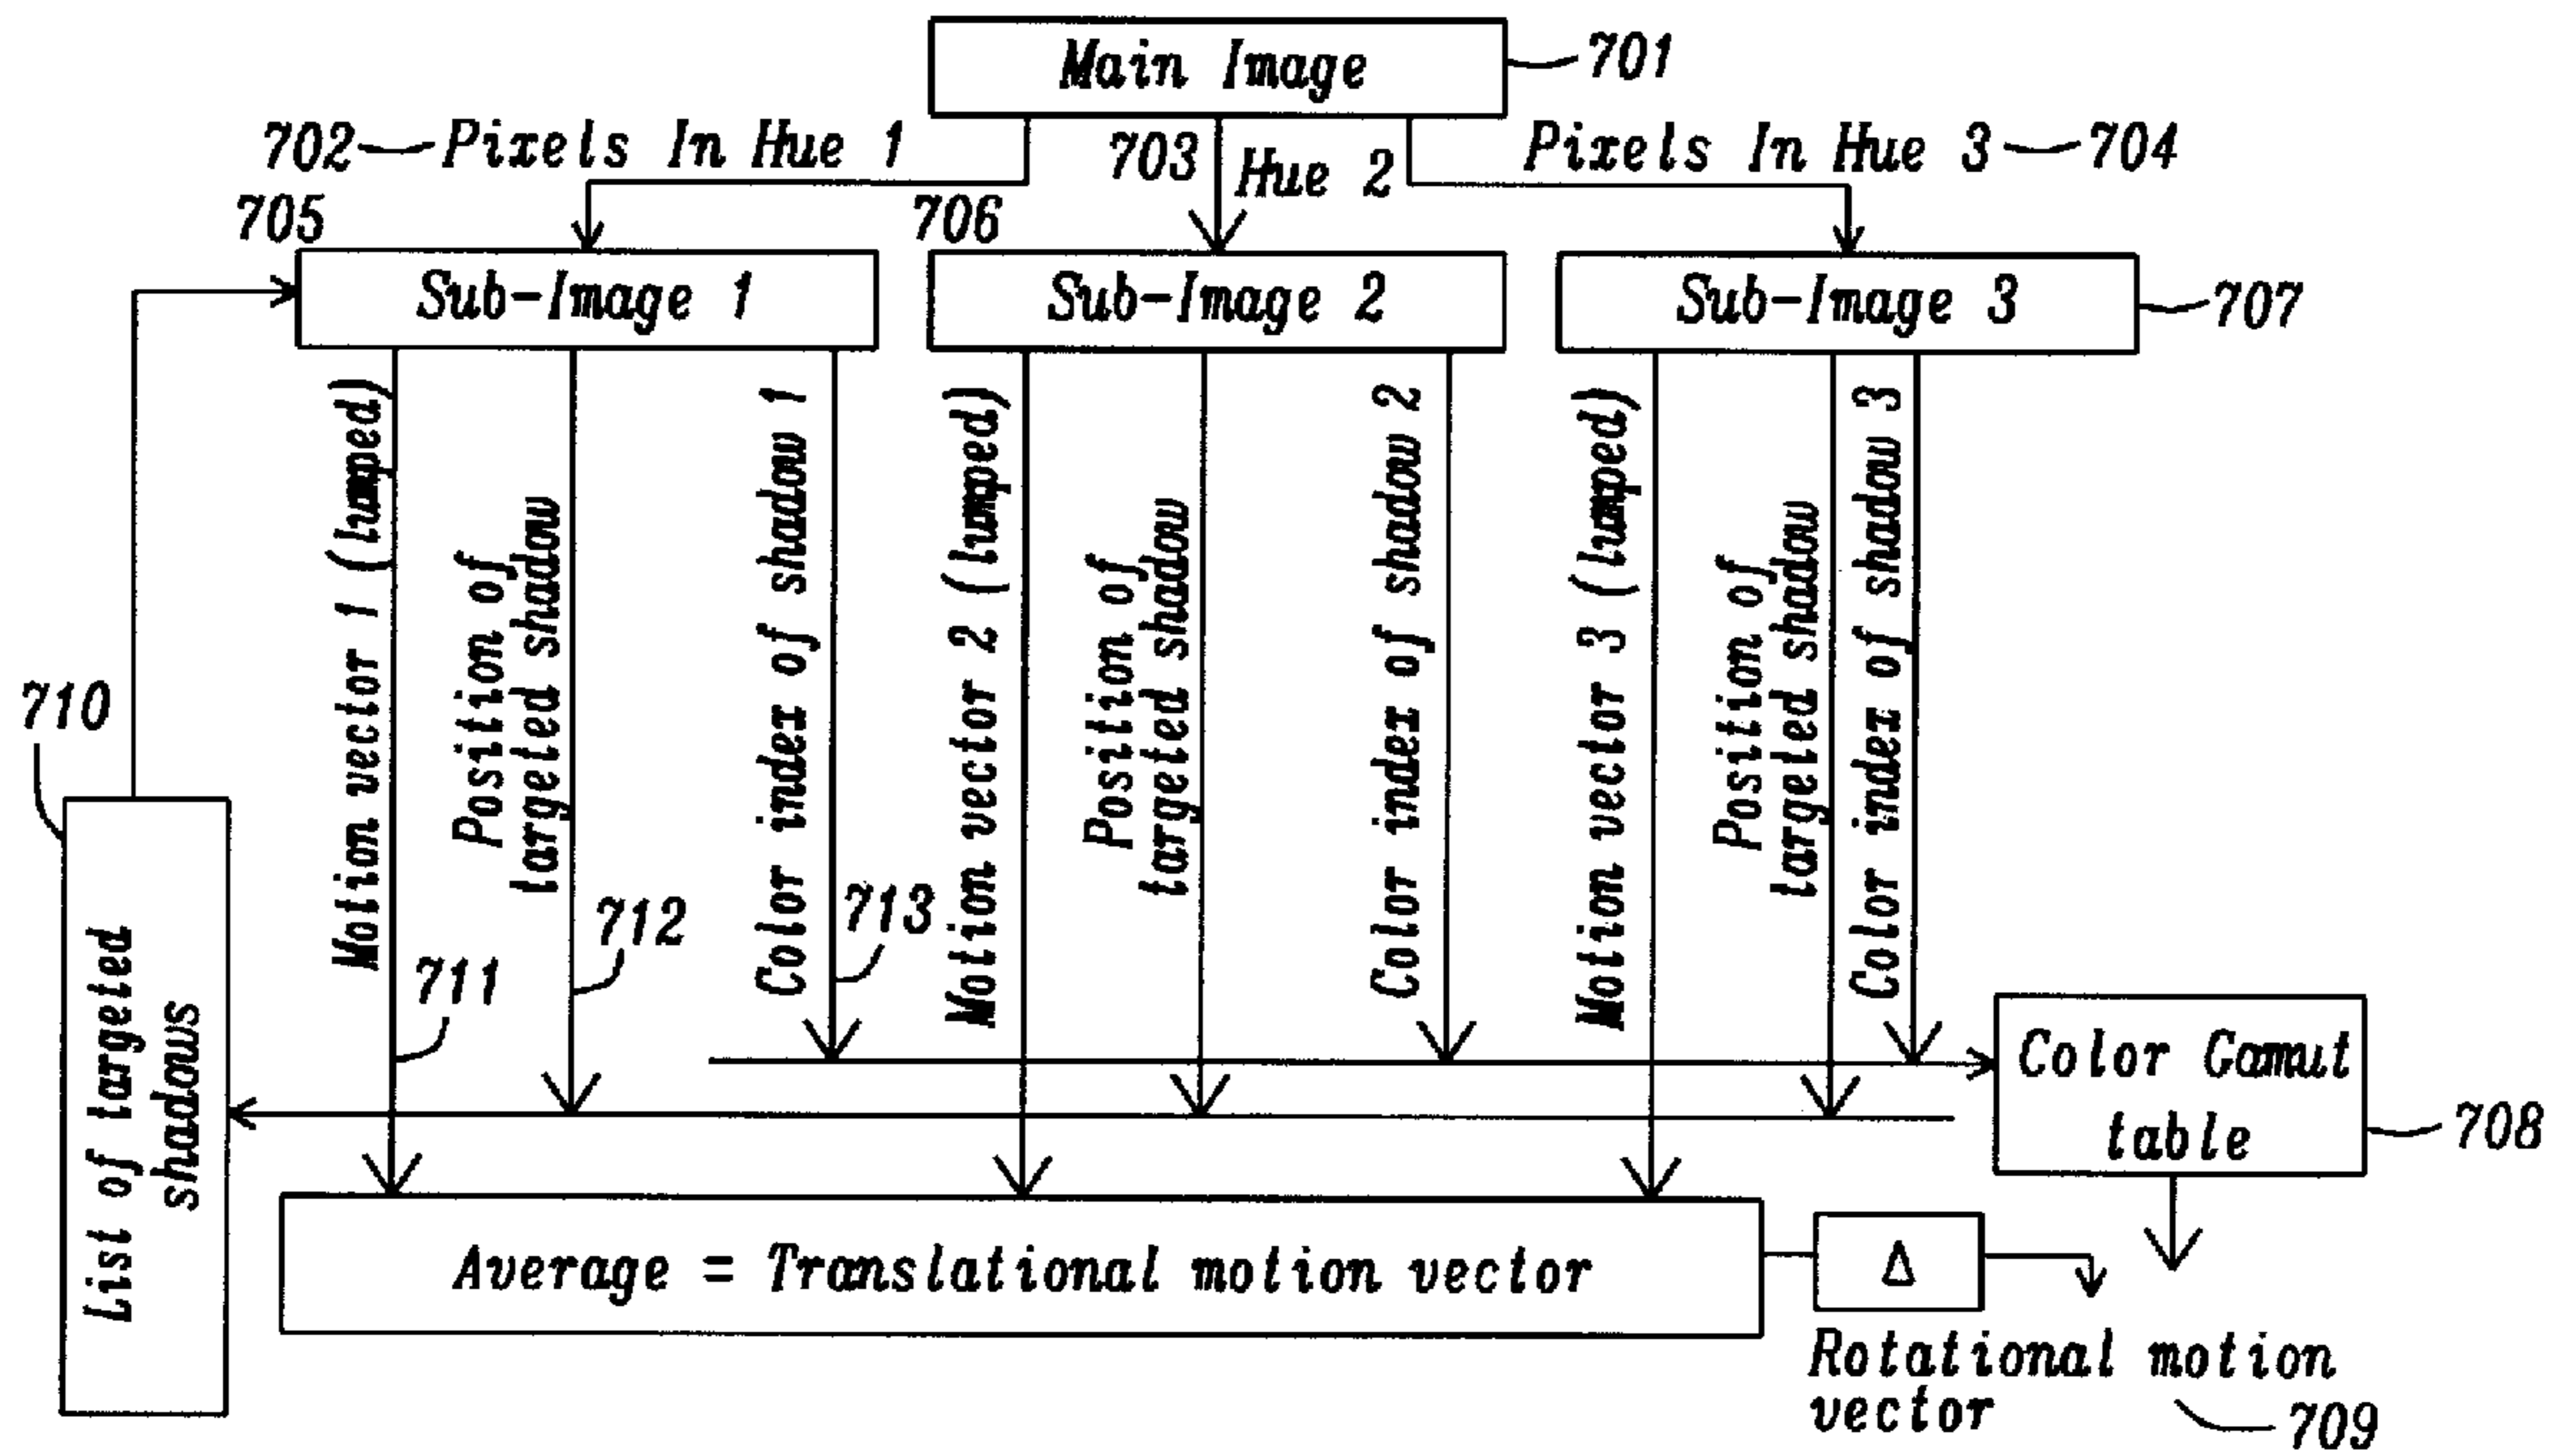 Main Image
701
702
Pixels In Hue 1
703
Hue 2
Pixels In Hue 3
704
705
706
Sub-Image 1
Sub-Image 2
Sub-Image 3
707
Motion vector 1 (lumped)
Position of
targeted shadow
Color index of shadow 1
Motion vector 2 (lumped)
Position of
targeted shadow
Color index of shadow 2
Motion vector 3 (lumped)
Position of
targeted shadow
Color index of shadow 3
710
711
712
713
List of targeted
shadows
Color Gamut
table
708
Average = Translational motion vector
Δ
Rotational motion
vector
709